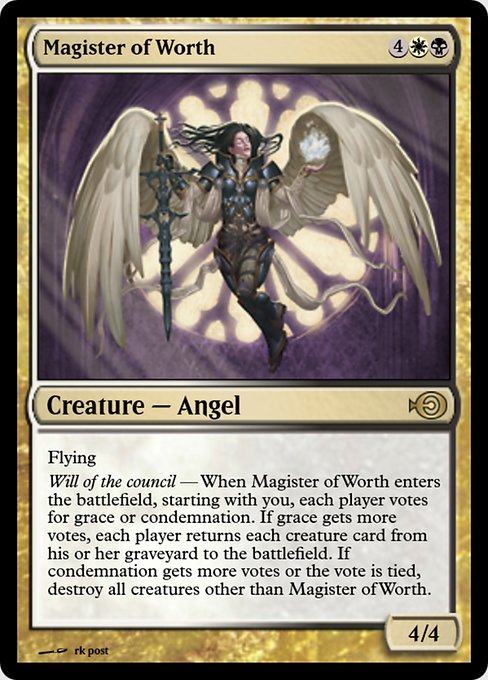 Magister of Worth 4
Creature — Angel
Flying
Will of the council — When Magister of Worth enters
the battlefield, starting with you, each player votes
for grace or condemnation. If grace gets more
votes, each player returns each creature card from
his or her graveyard to the battlefield. If
condemnation gets more votes or the vote is tied,
destroy all creatures other than Magister of Worth.
4/4
rk post